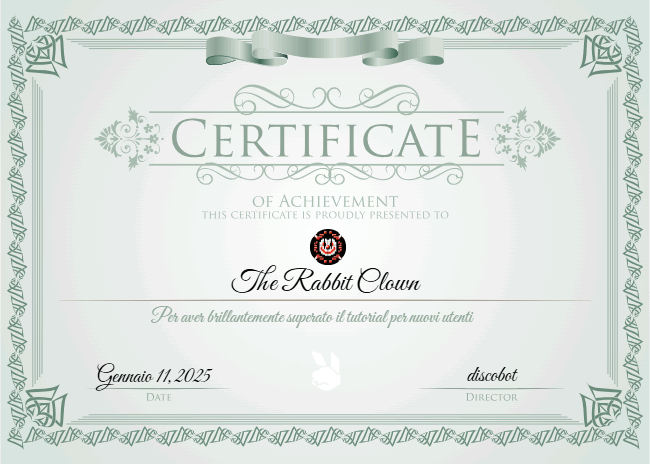 CERTIFICATE
OF ACHIEVEMENT
THIS CERTIFICATE IS PROUDLY PRESENTED TO
The Rabbit Clown
Per aver brillantemente superato il tutorial per nuovi utenti
Gennaio 11, 2025
DATE
discobot
DIRECTOR